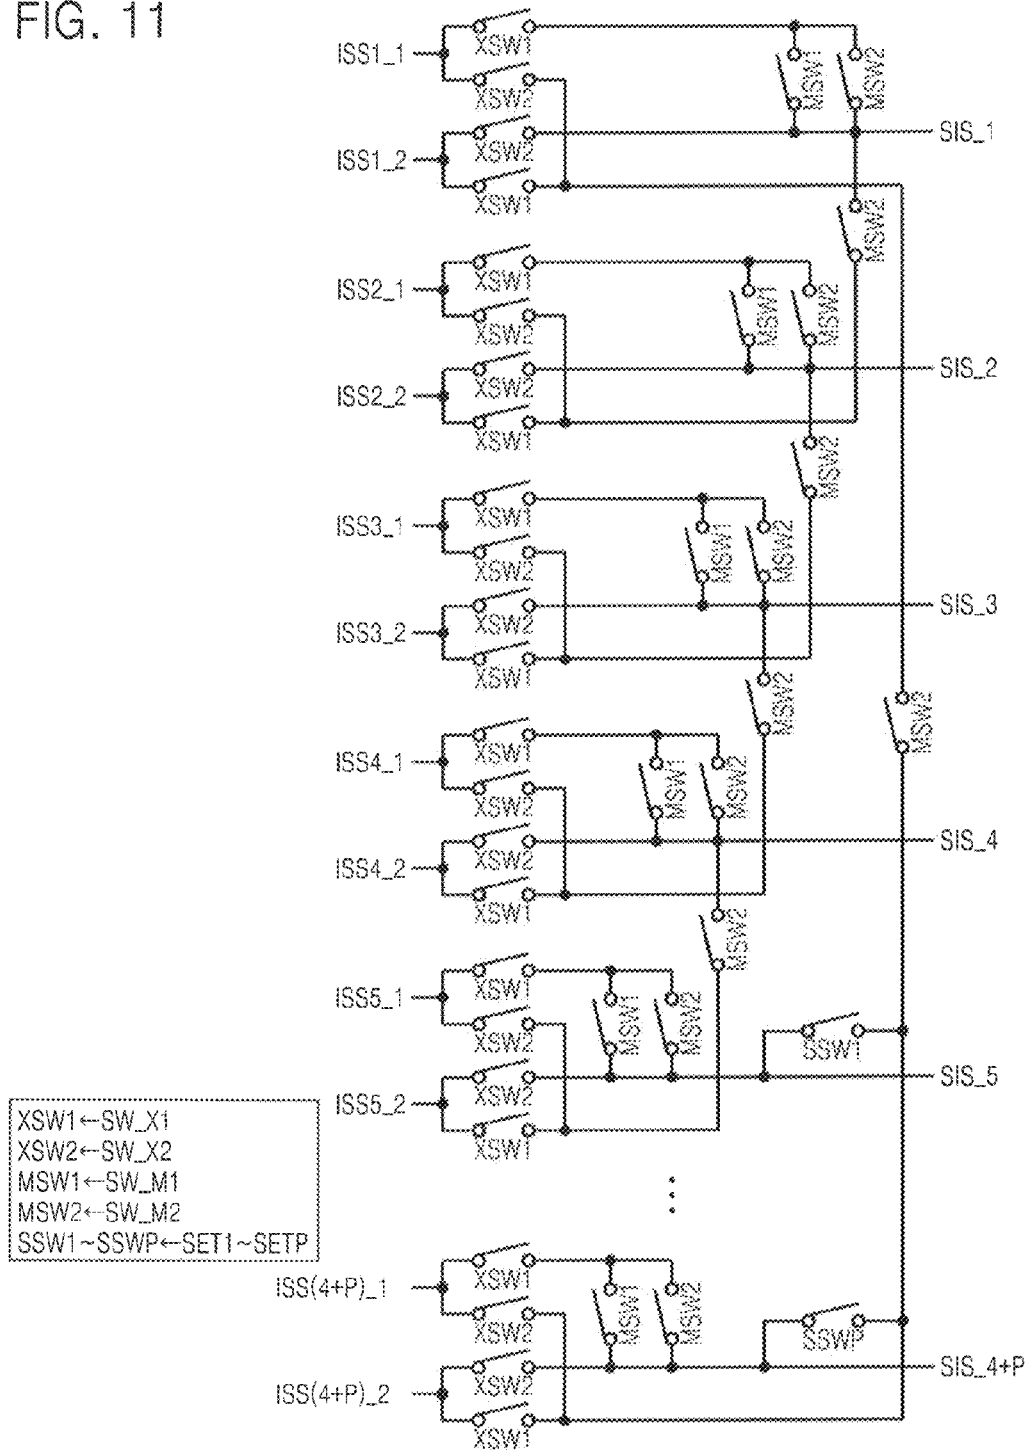 FIG. 11
ISS1_1
XSW1
XSW2
MSW1
MSW2
ISS1_2
XSW2
XSW1
SIS_1
MSW2
ISS2_1
XSW1
XSW2
MSW1
MSW2
ISS2_2
XSW2
XSW1
SIS_2
MSW2
ISS3_1
XSW1
XSW2
MSW1
MSW2
ISS3_2
XSW2
XSW1
SIS_3
MSW2
MSW2
ISS4_1
XSW1
XSW2
MSW1
MSW2
ISS4_2
XSW2
XSW1
SIS_4
MSW2
ISS5_1
XSW1
XSW2
MSW1
MSW2
SSW1
ISS5_2
XSW2
XSW1
SIS_5
XSW1←SW_X1
XSW2←SW_X2
MSW1←SW_M1
MSW2←SW_M2
SSW1~SSWP←SET1~SETP
ISS(4+P)_1
XSW1
XSW2
MSW1
MSW2
SSWP
ISS(4+P)_2
XSW2
XSW1
SIS_4+P